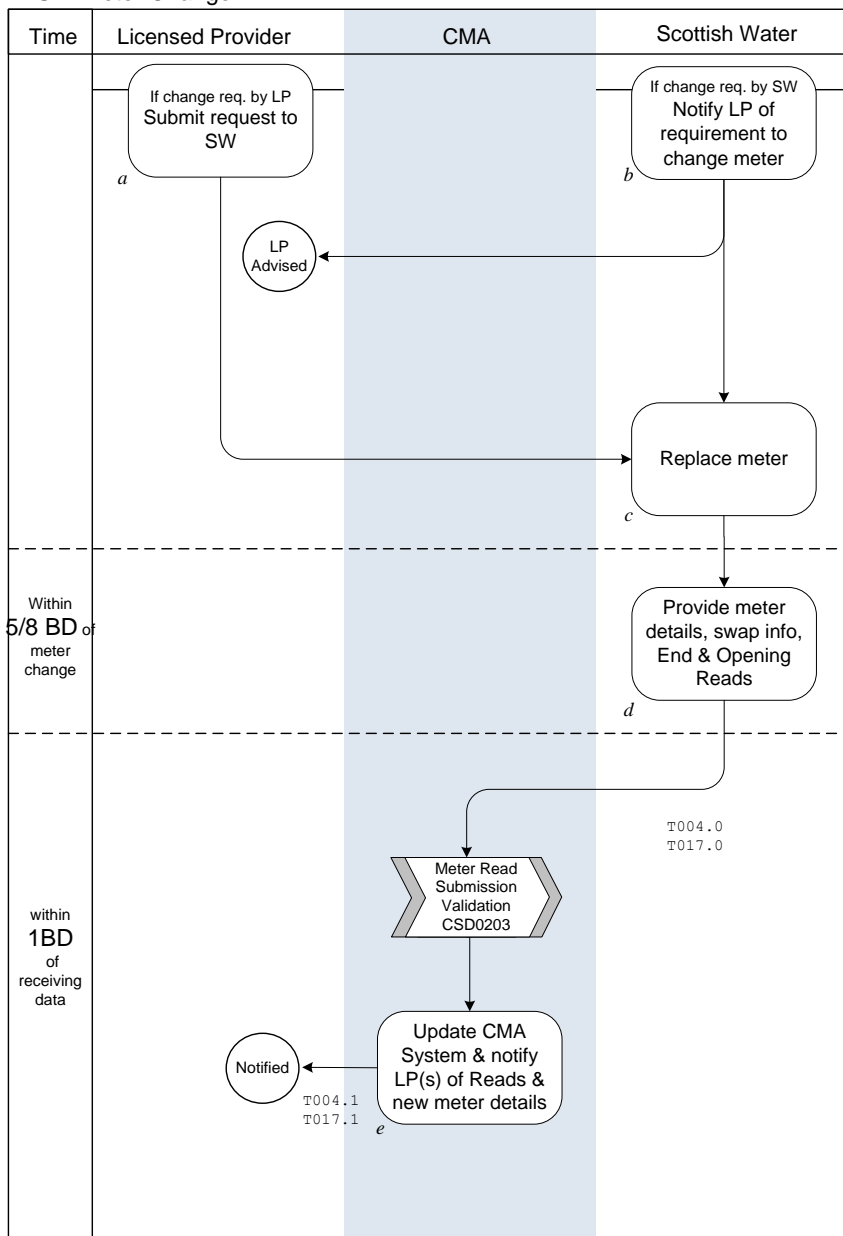 Time
Licensed Provider
CMA
Scottish Water
If change req. by LP
Submit request to
SW
a
If change req. by SW
Notify LP of
requirement to
change meter
b
LP
Advised
Replace meter
c
Within
5/8 BD of
meter
change
Provide meter
details, swap info,
End & Opening
Reads
d
T004.0
T017.0
within
1BD
of
receiving
data
Meter Read
Submission
Validation
CSD0203
Update CMA
System & notify
LP(s) of Reads &
new meter details
e
Notified
T004.1
T017.1